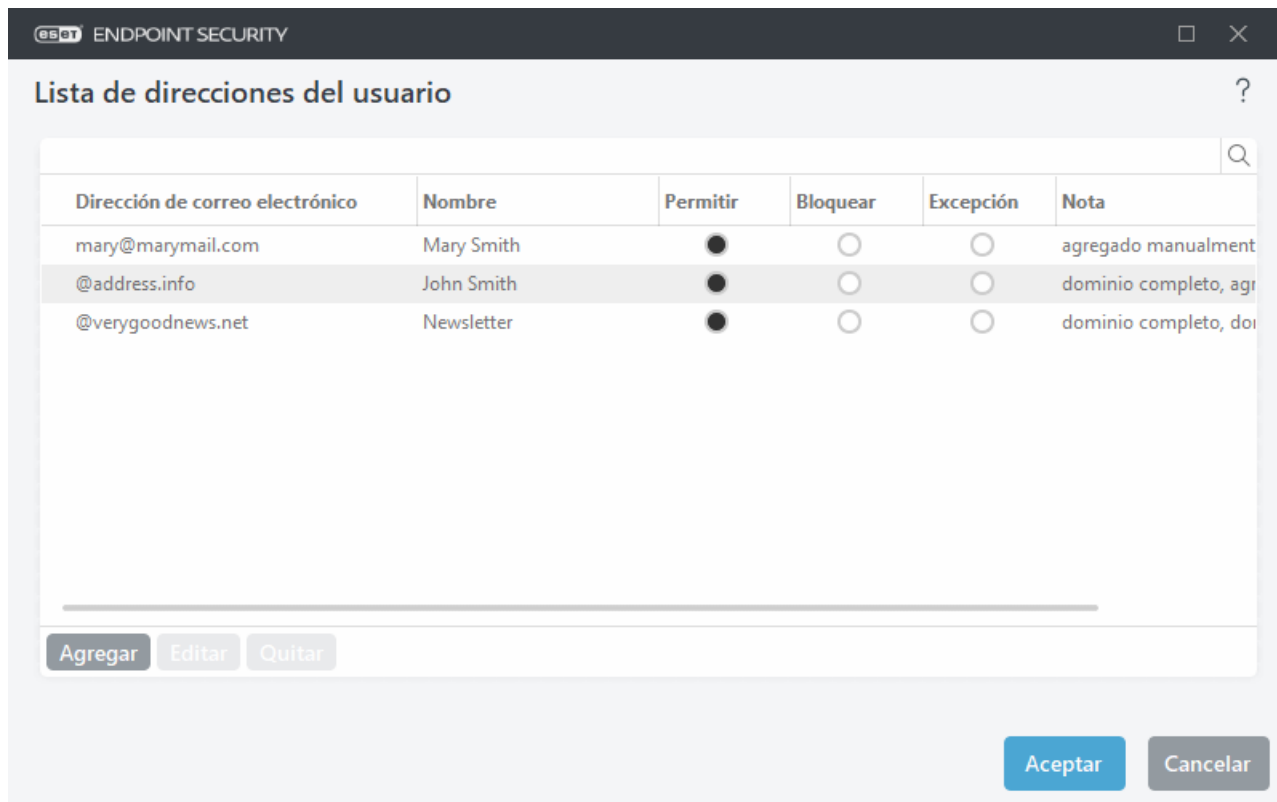 eset ENDPOINT SECURITY
Lista de direcciones del usuario ?
Dirección de correo electrónico Nombre Permitir Bloquear Excepción Nota
mary@marymail.com Mary Smith agregado manualment
@address.info John Smith dominio completo, agr
@verygoodnews.net Newsletter dominio completo, dor
Agregar Editar Quitar
Aceptar Cancelar